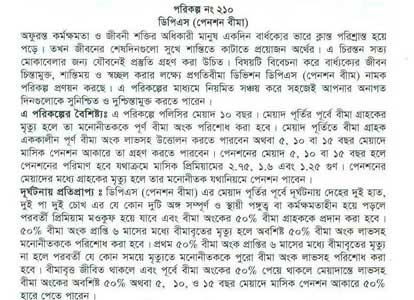 পরিকল্প নং ২১০
ডিপিএস (পেনশন বীমা)
অফুরন্ত কর্মক্ষমতা ও জীবনী শক্তির অধিকারী মানুষ একদিন বার্ধক্যের ভারে ক্লান্ত পরিশ্রান্ত হয়ে
পড়ে। তখন জীবনের শেষদিনগুলো সুখে শান্তিতে কাটাতে প্রয়োজন অর্থের। এ চিরন্তন সত্য
মোকাবেলার জন্য যৌবনেই প্রস্তুতি গ্রহণ করা উচিত। বিষয়টি বিবেচনা করে বার্ধক্যের জীবন
চিন্তামুক্ত, শান্তিময় ও স্বচ্ছল করার লক্ষ্যে প্রগতিবীমা ডিভিশন ডিপিএস (পেনশন বীম) নামক
পরিকল্প প্রণয়ন করছে। এ পরিকল্পের মাধ্যমে নিয়মিত সঞ্চয় করে সহজেই আপনার অনাগত
দিনগুলোকে সুনিশ্চিত ও দুশ্চিন্তামুক্ত করতে পারেন।
এ পরিকল্পের বৈশিষ্ট্যঃ এ পরিকল্পে পলিসির মেয়াদ ১০ বছর। মেয়াদ পূর্তির পূর্বে বীমা গ্রাহকের
মৃত্যু হলে তা মনোনীতককে পূর্ণ বীমা অংক পরিশোধ করা হবে। মেয়াদ পূর্তিতে বীমা গ্রাহক
এককালীন পূর্ণ বীমা অংক লাভসহ উত্তোলন করতে পারবেন অথবা ৫, ১০ বা ১৫ বছর মেয়াদে
মাসিক পেনশন আকারে তা গ্রহণ করতে পারবেন। পেনশনের মেয়াদ ৫, ১০ বা ১৫ বছর হলে
পেনশনের পরিমাণ হবে যথাক্রমে মাসিক প্রিমিয়ামের ২.৭৫, ১.৬ এবং ১.২৫ গুণ। পেনশনের
মেয়াদের মধ্যে গ্রাহকের মৃত্যু হলে তার মনোনীতক যথানিয়মে পেনশন পাবেন।
দূর্ঘটনায় প্রতিপ্রাপ্য ঃ ডিপিএস (পেনশন বীমা) এর মেয়াদ পূর্তির পূর্বে দূর্ঘটনায় দেহের দুই হাত,
দুই পা দুই চোখ এর যে কোন দুটি অঙ্গ সম্পূর্ণ ও স্থায়ী পঙ্গুত্ব বা কর্মক্ষমতাহীন হয়ে পড়লে
পরবর্তী প্রিমিয়াম মওকুফ হয়ে যাবে এবং বীমা অংকের ৫০% বীমা গ্রাহককে প্রদান করা হবে।
৫০% বীমা অংক প্রাপ্তি ৬ মাসের মধ্যে বীমাবৃতের মৃত্যু হলে অবশিষ্ট ৫০% বীমা অংক লাভসহ
মনোনীতককে পরিশোধ করা হবে। প্রথম ৫০% বীমা অংক প্রাপ্তির ৬ মাসের মধ্যে বীমাবৃতের মৃত্যু
না হলে পরবর্তী যে কোন সময়ে মৃত্যুতে মনোনীতককে পুরো বীমা অংক লাভসহ পরিশোধ করা
হবে। বীমাবৃত জীবিত থাকলে এবং পূর্বে বীমা অংকের ৫০% পেয়ে থাকলে মেয়াদান্তে লাভসহ
বীমা অংকের অবশিষ্ট ৫০% অথবা ৫, ১০, ও ১৫ বছর মেয়াদে মাসিক পেনশন আকারে ৫০%
হারে পেতে পারেন।